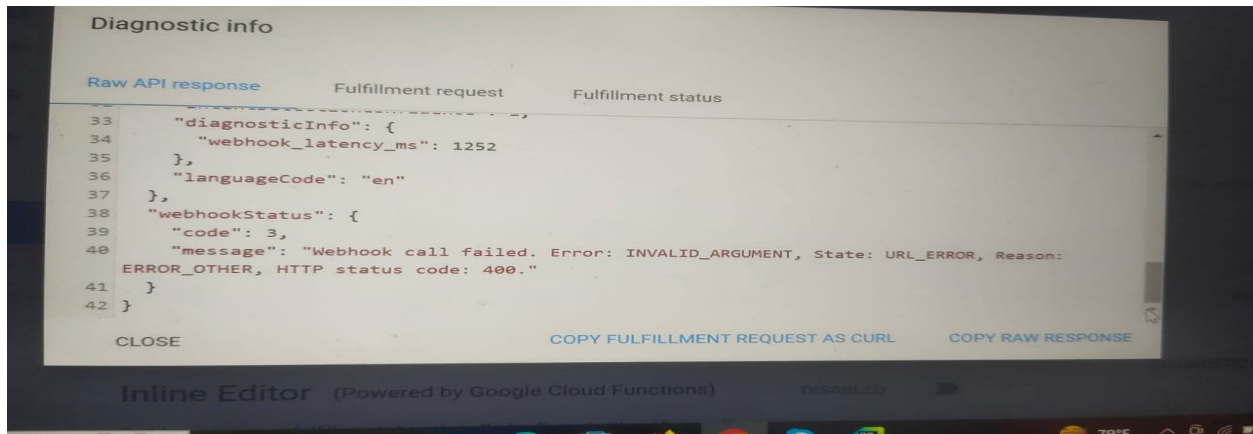 Diagnostic info
Raw API response Fulfillment request Fulfillment status
33 "diagnosticInfo": {
34 "webhook_latency_ms": 1252
35 },
36 "languageCode": "en"
37 },
38 "webhookStatus": {
39 "code": 3,
40 "message": "Webhook call failed. Error: INVALID_ARGUMENT, State: URL_ERROR, Reason:
ERROR_OTHER, HTTP status code: 400."
41 }
42 }
CLOSE COPY FULFILLMENT REQUEST AS CURL COPY RAW RESPONSE
Inline Editor (Powered by Google Cloud Functions) DISABLED